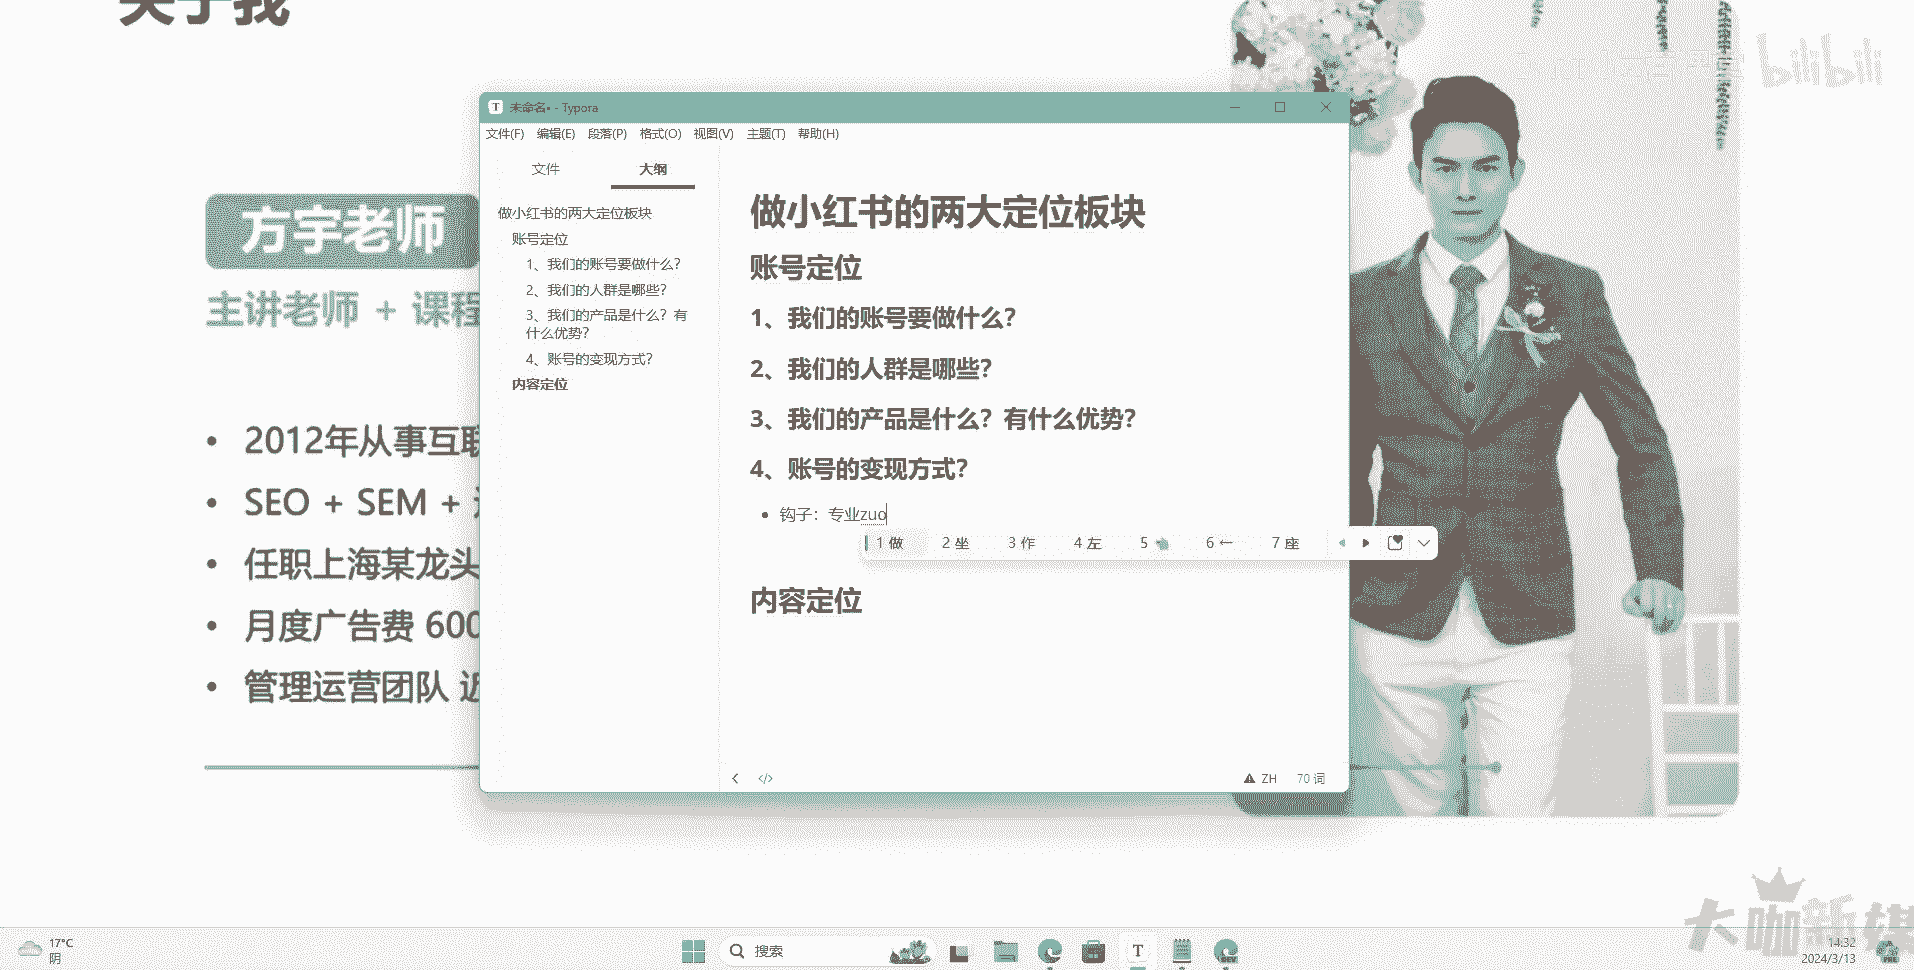 关于我
bilibili
未命名• - Typora
文件(F) 编辑(E) 段落(P) 格式(O) 视图(V) 主题(T) 帮助(H)
文件 大纲
做小红书的两大定位板块
账号定位
1、我们的账号要做什么？
2、我们的人群是哪些？
3、我们的产品是什么？有
什么优势？
4、账号的变现方式？
内容定位
做小红书的两大定位板块
账号定位
1、我们的账号要做什么？
2、我们的人群是哪些？
3、我们的产品是什么？有什么优势？
4、账号的变现方式？
• 钩子：专业zuo
1 做 2 坐 3 作 4 左 5 6 ← 7 座
内容定位
ZH 70 词
方宇老师
主讲老师 + 课程
• 2012年从事互联
• SEO + SEM +
• 任职上海某龙头
• 月度广告费 600
• 管理运营团队 近
大咖新媒
17°C
阴
搜索
14:32
2024/3/13